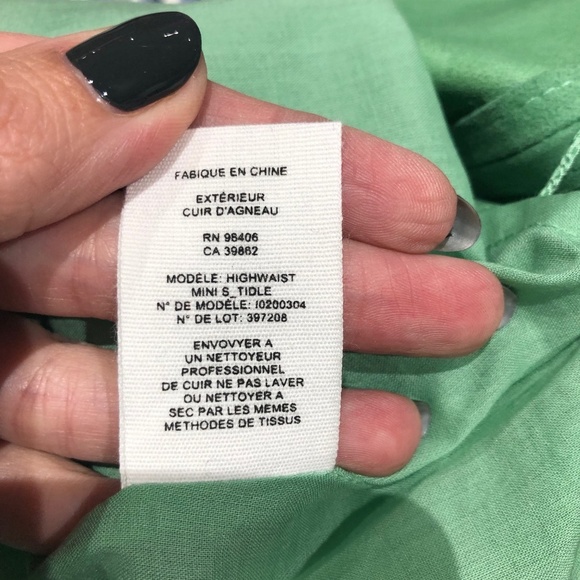 FABIQUE EN CHINE
EXTÉRIEUR
CUIR D'AGNEAU
RN 98406
CA 39862
MODÈLE: HIGHWAIST
MINI S_TIDLE
N° DE MODÈLE: I0200304
N° DE LOT: 397208
ENVOYVER A
UN NETTOYEUR
PROFESSIONNEL
DE CUIR NE PAS LAVER
OU NETTOYER A
SEC PAR LES MEMES
METHODES DE TISSUS